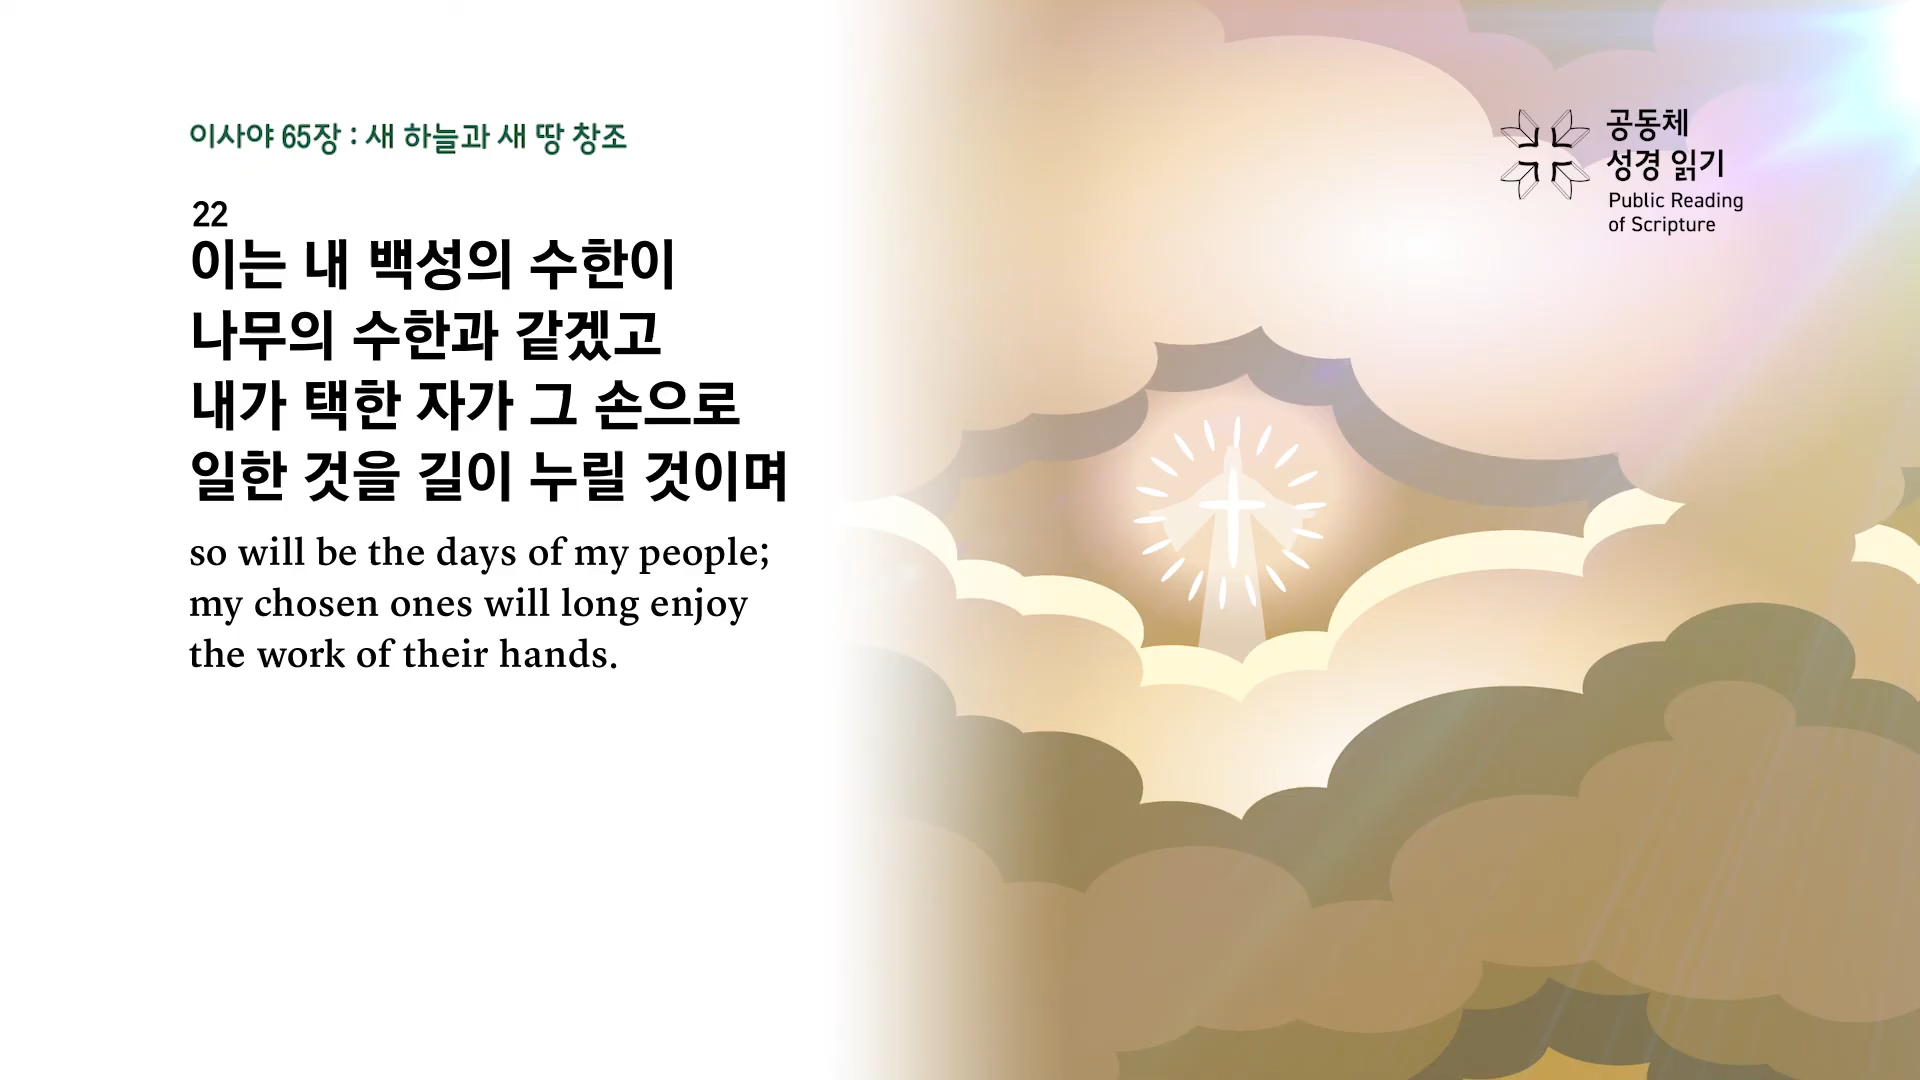 이사야 65장 : 새 하늘과 새 땅 창조
22
이는 내 백성의 수한이
나무의 수한과 같겠고
내가 택한 자가 그 손으로
일한 것을 길이 누릴 것이며
so will be the days of my people;
my chosen ones will long enjoy
the work of their hands.
공동체
성경 읽기
Public Reading
of Scripture